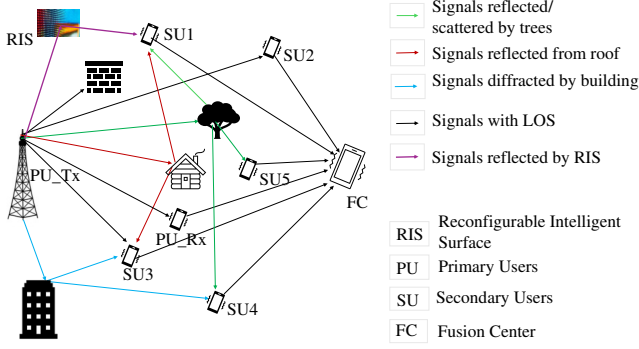 RIS
SU1
SU2
PU_Tx
SU5
FC
PU_Rx
SU3
SU4
Signals reflected/
scattered by trees
Signals reflected from roof
Signals diffracted by building
Signals with LOS
Signals reflected by RIS
RIS Reconfigurable Intelligent
Surface
PU Primary Users
SU Secondary Users
FC Fusion Center